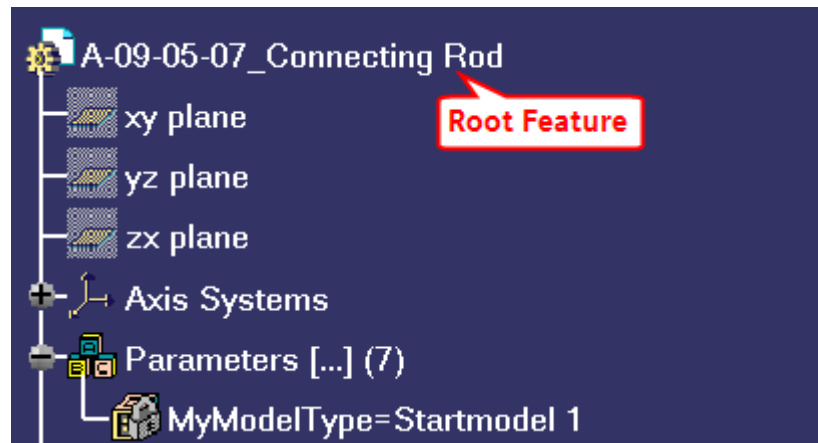 A-09-05-07_Connecting Rod
xy plane
Root Feature
yz plane
zx plane
Axis Systems
Parameters [...] (7)
MyModelType=Startmodel 1